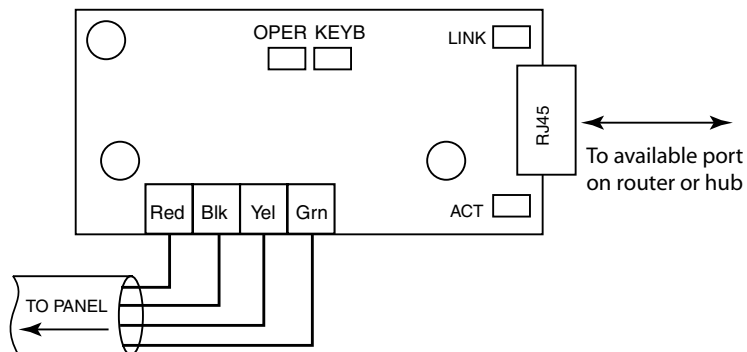 OPER KEYB
LINK
RJ45
To available port
on router or hub
Red Blk Yel Grn
ACT
TO PANEL